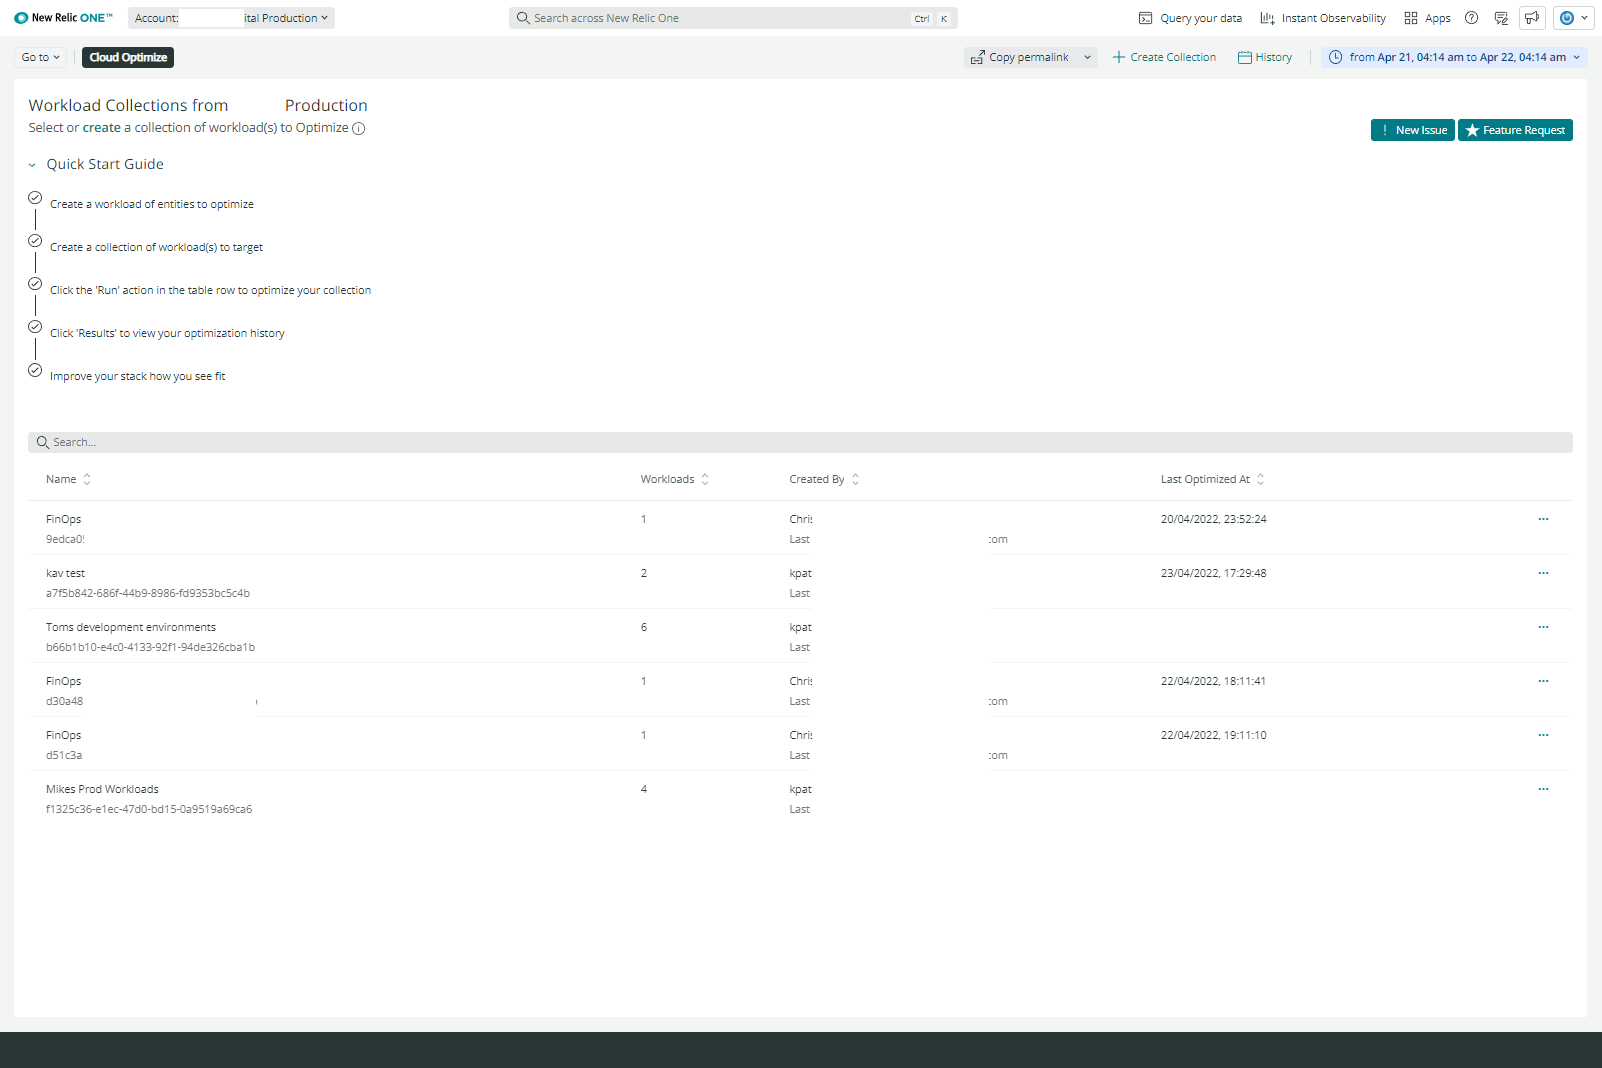 New Relic ONE™ Account: ital Production Search across New Relic One Ctrl K Query your data Instant Observability Apps
Go to Cloud Optimize Copy permalink Create Collection History from Apr 21, 04:14 am to Apr 22, 04:14 am
Workload Collections from Production
Select or create a collection of workload(s) to Optimize
New Issue Feature Request
Quick Start Guide
Create a workload of entities to optimize
Create a collection of workload(s) to target
Click the 'Run' action in the table row to optimize your collection
Click 'Results' to view your optimization history
Improve your stack how you see fit
Search...
Name Workloads Created By Last Optimized At
FinOps 1 Chris 20/04/2022, 23:52:24 ...
9edca05 Last com
kav test 2 kpat 23/04/2022, 17:29:48 ...
a7f5b842-686f-44b9-8986-fd9353bc5c4b Last
Toms development environments 6 kpat ...
b66b1b10-e4c0-4133-92f1-94de326cba1b Last
FinOps 1 Chris 22/04/2022, 18:11:41 ...
d30a48 Last com
FinOps 1 Chris 22/04/2022, 19:11:10 ...
d51c3a Last com
Mikes Prod Workloads 4 kpat ...
f1325c36-e1ec-47d0-bd15-0a9519a69ca6 Last